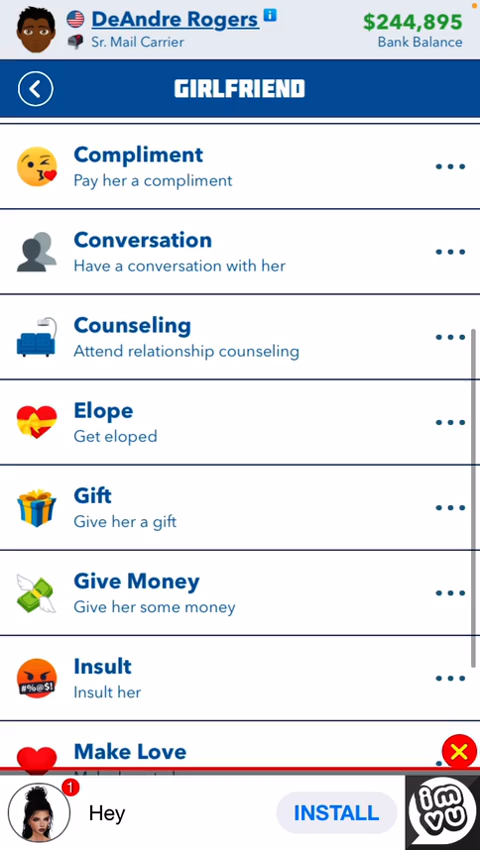 DeAndre Rogers i
$244,895
Sr. Mail Carrier
Bank Balance
GIRLFRIEND
Compliment
Pay her a compliment
Conversation
Have a conversation with her
Counseling
Attend relationship counseling
Elope
Get eloped
Gift
Give her a gift
Give Money
Give her some money
Insult
#%@$!
Insult her
Make Love
1
Hey
INSTALL
imvu